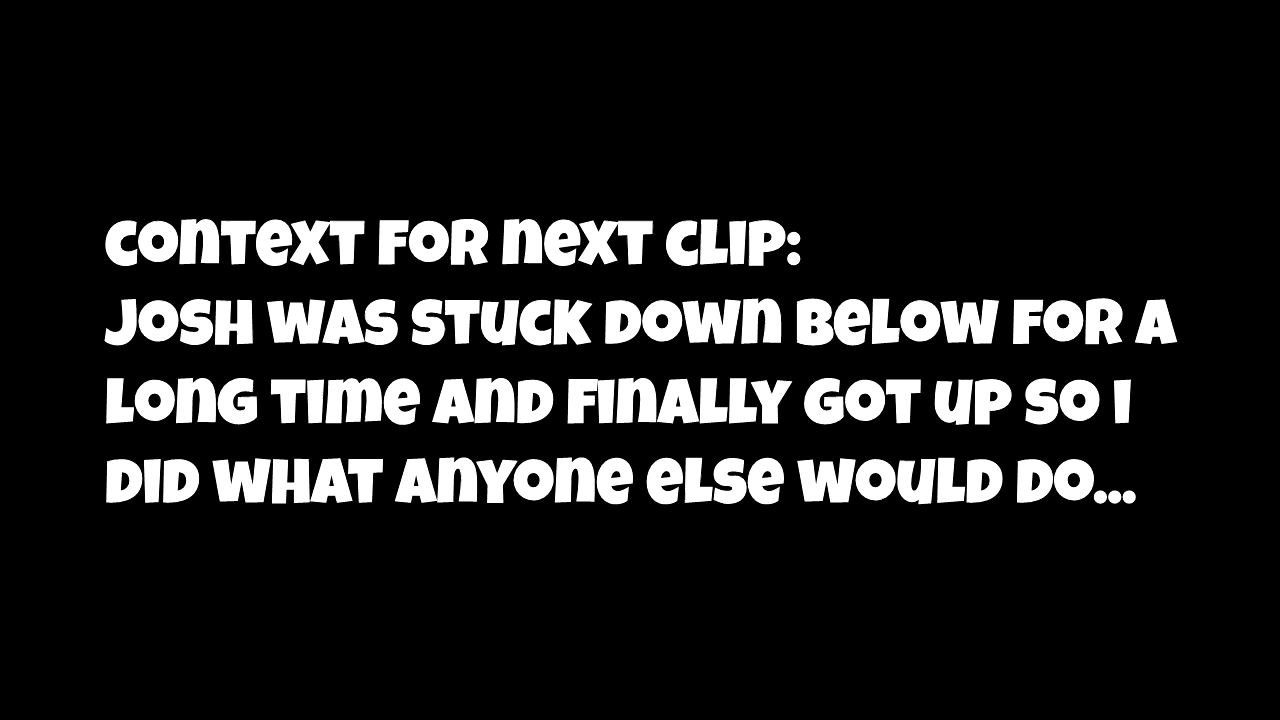 Context for next clip:
Josh was stuck down below for a
long time and finally got up so I
did what anyone else would do...